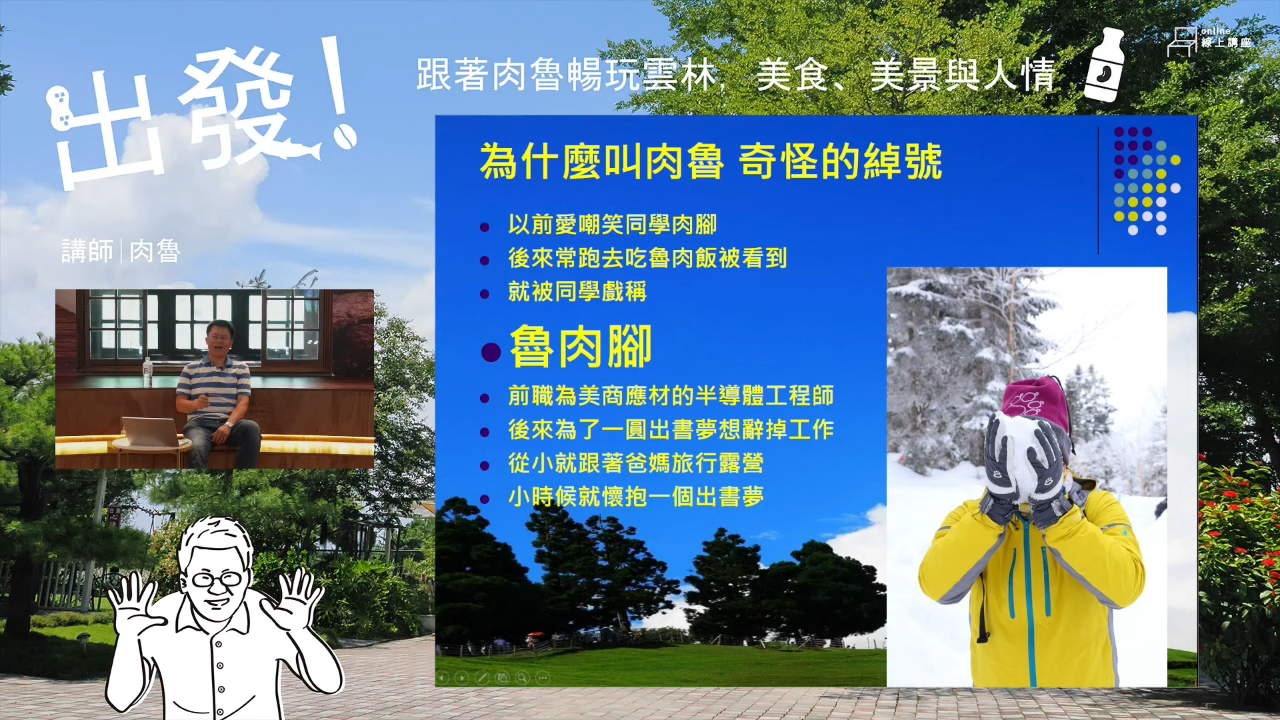 出發!
跟著肉魯暢玩雲林，美食、美景與人情
online
線上講座
講師｜肉魯
為什麼叫肉魯 奇怪的綽號
以前愛嘲笑同學肉腳
後來常跑去吃魯肉飯被看到
就被同學戲稱
魯肉腳
前職為美商應材的半導體工程師
後來為了一圓出書夢想辭掉工作
從小就跟著爸媽旅行露營
小時候就懷抱一個出書夢